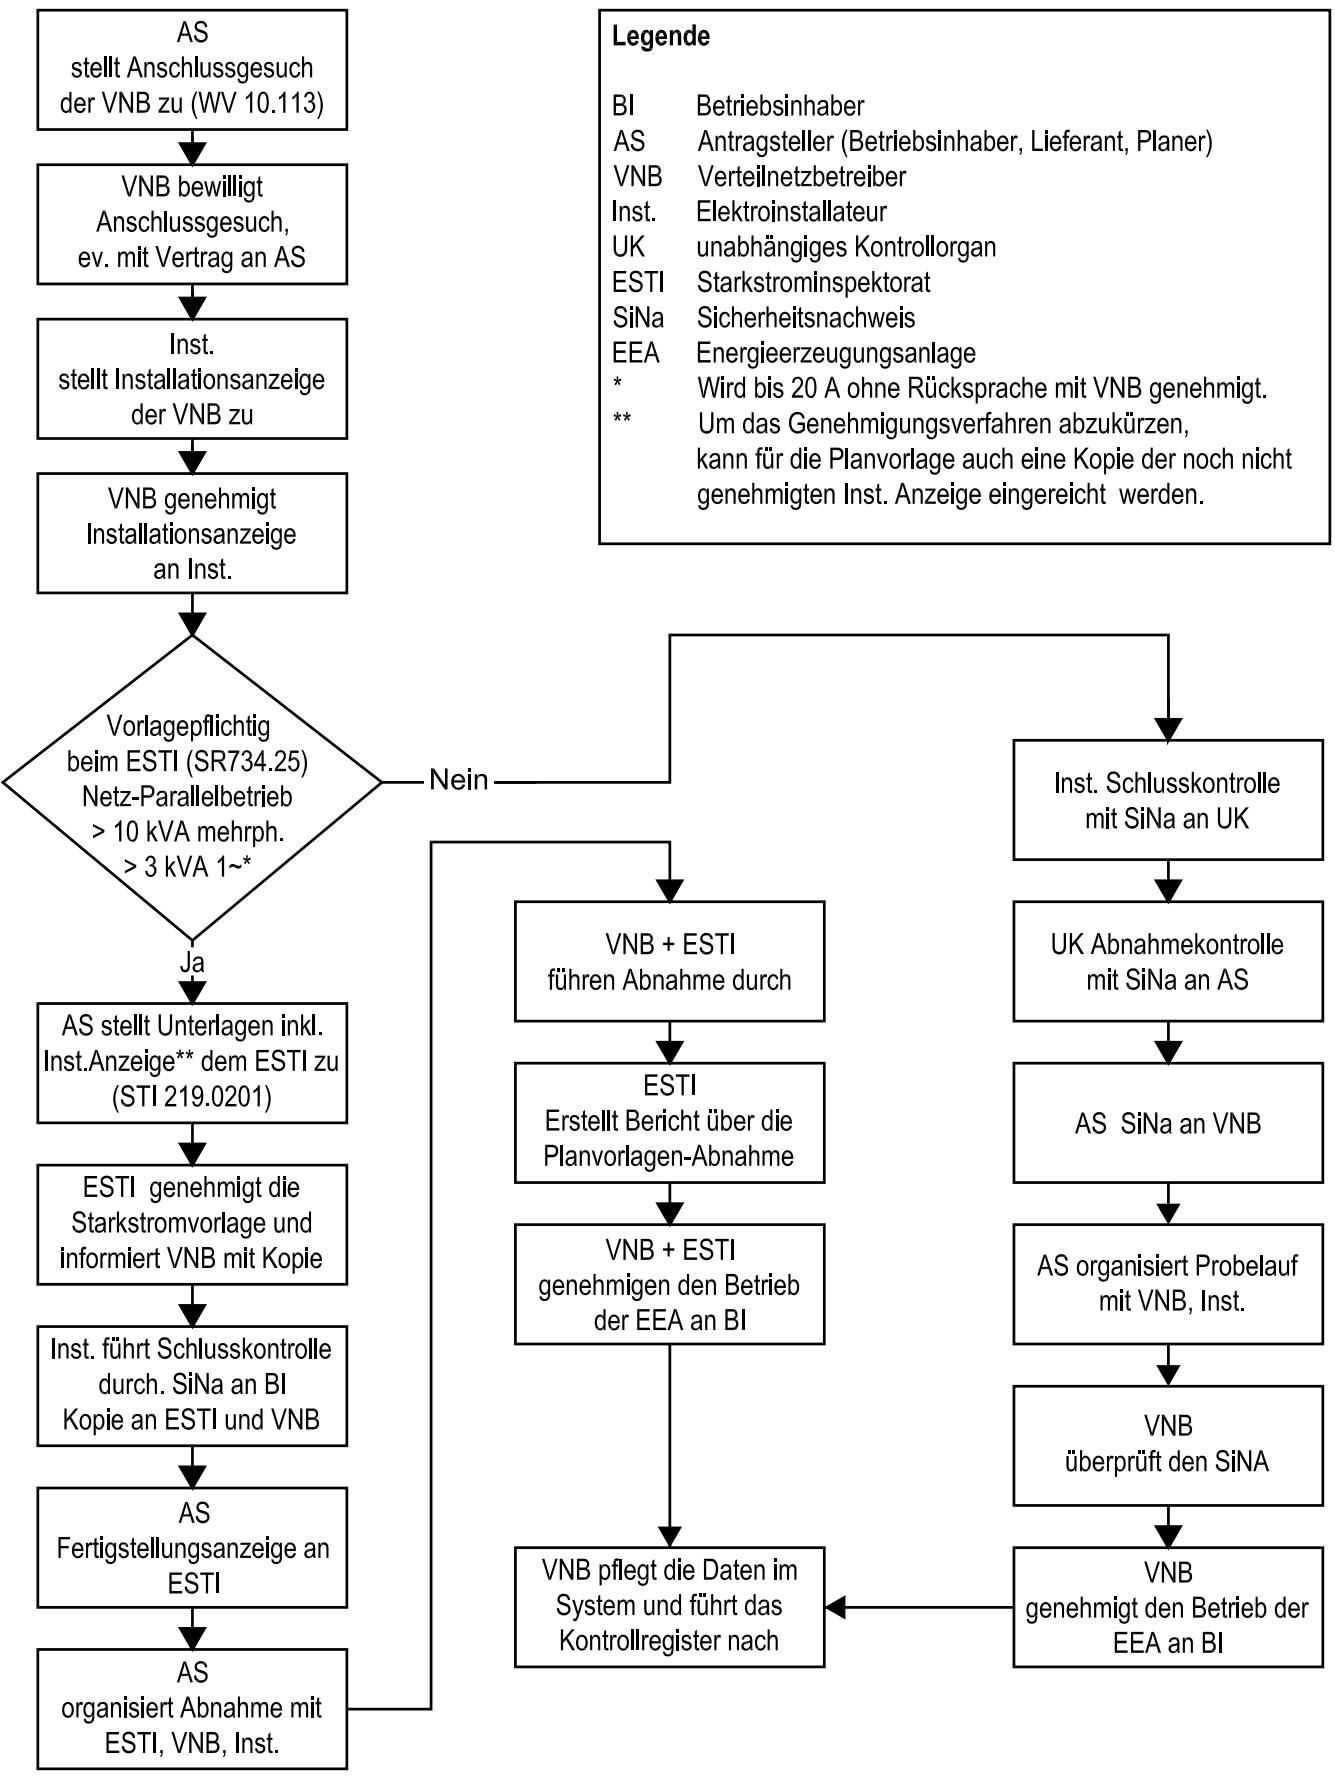 AS
stellt Anschlussgesuch
der VNB zu (WV 10.113)
VNB bewilligt
Anschlussgesuch,
ev. mit Vertrag an AS
Inst.
stellt Installationsanzeige
der VNB zu
VNB genehmigt
Installationsanzeige
an Inst.
Legende
BI Betriebsinhaber
AS Antragsteller (Betriebsinhaber, Lieferant, Planer)
VNB Verteilnetzbetreiber
Inst. Elektroinstallateur
UK unabhängiges Kontrollorgan
ESTI Starkstrominspektorat
SiNa Sicherheitsnachweis
EEA Energieerzeugungsanlage
* Wird bis 20 A ohne Rücksprache mit VNB genehmigt.
** Um das Genehmigungsverfahren abzukürzen,
kann für die Planvorlage auch eine Kopie der noch nicht
genehmigten Inst. Anzeige eingereicht werden.
Vorlagepflichtig
beim ESTI (SR734.25)
Netz-Parallelbetrieb
> 10 kVA mehrph.
> 3 kVA 1~*
Nein
Ja
AS stellt Unterlagen inkl.
Inst.Anzeige** dem ESTI zu
(STI 219.0201)
ESTI genehmigt die
Starkstromvorlage und
informiert VNB mit Kopie
Inst. führt Schlusskontrolle
durch. SiNa an BI
Kopie an ESTI und VNB
AS
Fertigstellungsanzeige an
ESTI
AS
organisiert Abnahme mit
ESTI, VNB, Inst.
VNB + ESTI
führen Abnahme durch
ESTI
Erstellt Bericht über die
Planvorlagen-Abnahme
VNB + ESTI
genehmigen den Betrieb
der EEA an BI
VNB pflegt die Daten im
System und führt das
Kontrollregister nach
Inst. Schlusskontrolle
mit SiNa an UK
UK Abnahmekontrolle
mit SiNa an AS
AS SiNa an VNB
AS organisiert Probelauf
mit VNB, Inst.
VNB
überprüft den SiNA
VNB
genehmigt den Betrieb der
EEA an BI